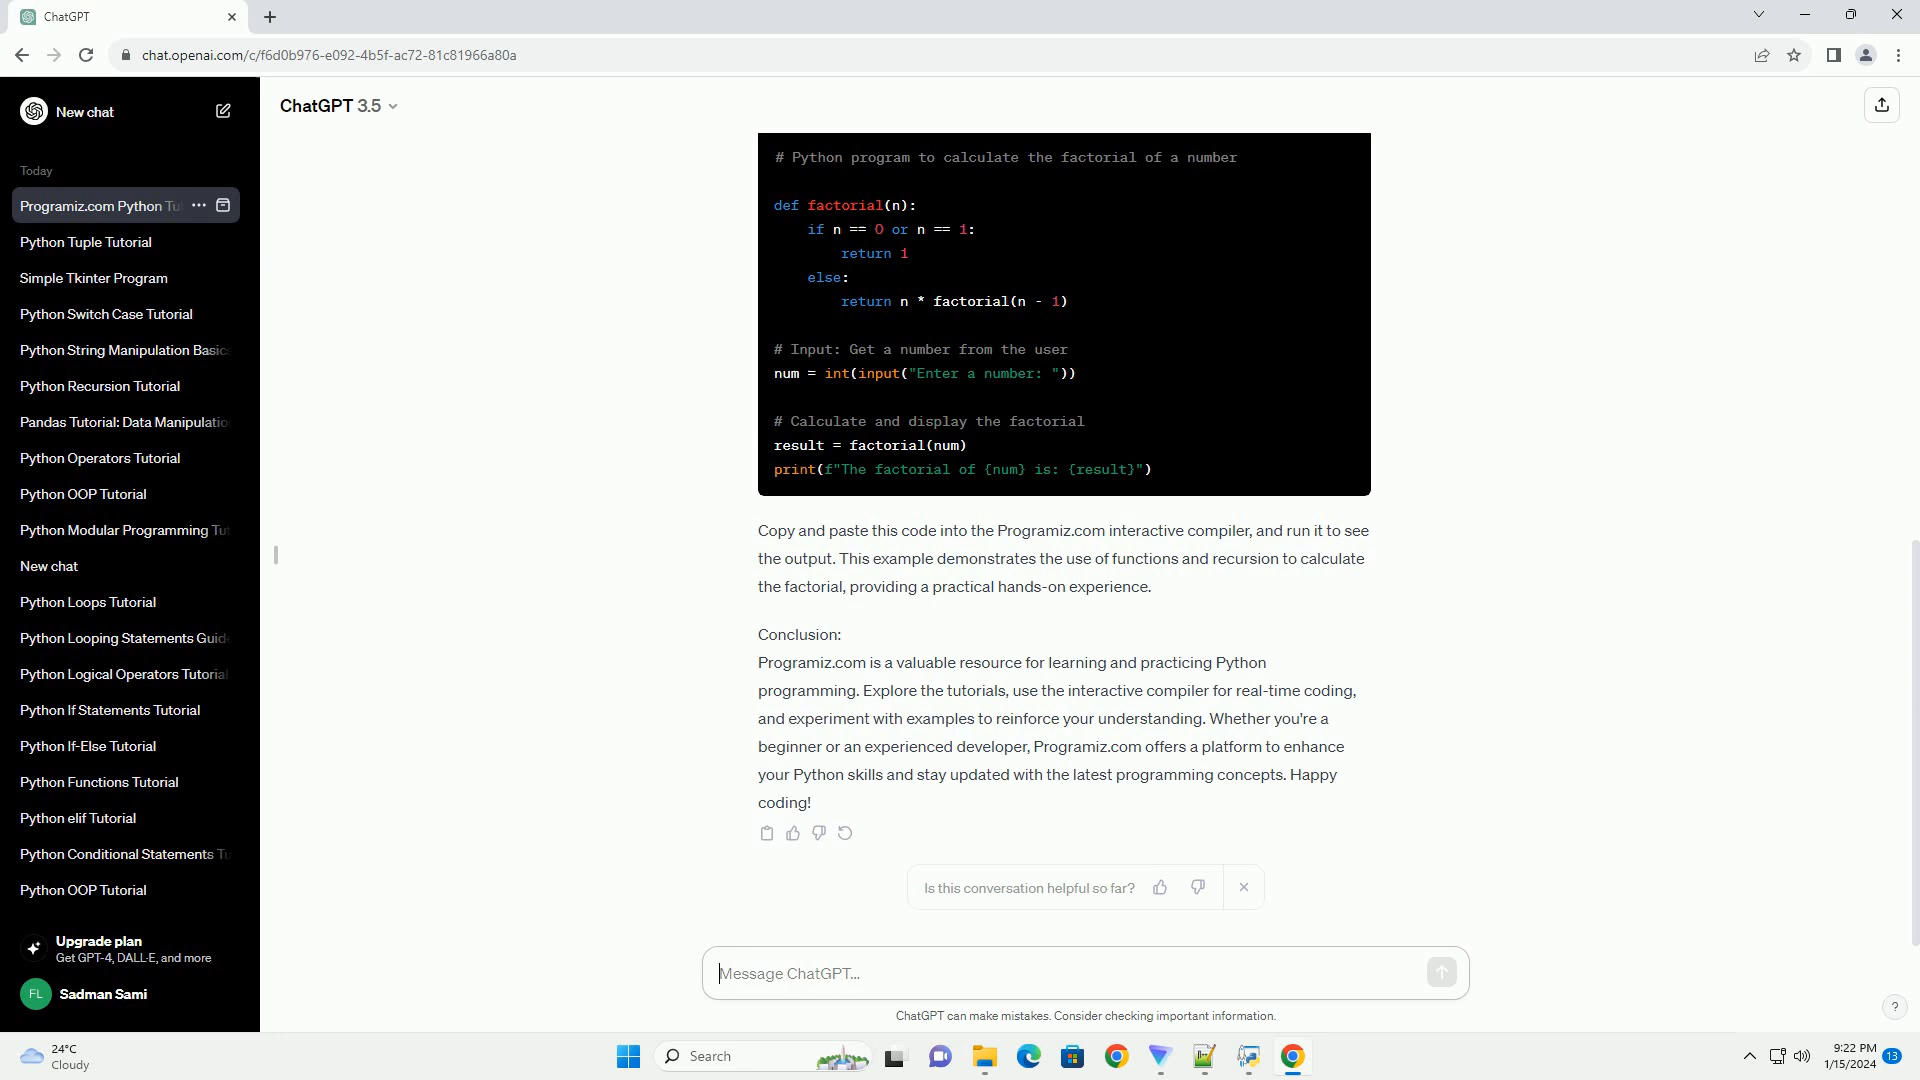 ChatGPT
chat.openai.com/c/f6d0b976-e092-4b5f-ac72-81c81966a80a
New chat
ChatGPT 3.5
Today
Programiz.com Python Tu
Python Tuple Tutorial
Simple Tkinter Program
Python Switch Case Tutorial
Python String Manipulation Basics
Python Recursion Tutorial
Pandas Tutorial: Data Manipulatio
Python Operators Tutorial
Python OOP Tutorial
Python Modular Programming Tut
New chat
Python Loops Tutorial
Python Looping Statements Guide
Python Logical Operators Tutorial
Python If Statements Tutorial
Python If-Else Tutorial
Python Functions Tutorial
Python elif Tutorial
Python Conditional Statements Tu
Python OOP Tutorial
Upgrade plan
Get GPT-4, DALL·E, and more
FL
Sadman Sami
# Python program to calculate the factorial of a number
def factorial(n):
    if n == 0 or n == 1:
        return 1
    else:
        return n * factorial(n - 1)
# Input: Get a number from the user
num = int(input("Enter a number: "))
# Calculate and display the factorial
result = factorial(num)
print(f"The factorial of {num} is: {result}")
Copy and paste this code into the Programiz.com interactive compiler, and run it to see
the output. This example demonstrates the use of functions and recursion to calculate
the factorial, providing a practical hands-on experience.
Conclusion:
Programiz.com is a valuable resource for learning and practicing Python
programming. Explore the tutorials, use the interactive compiler for real-time coding,
and experiment with examples to reinforce your understanding. Whether you're a
beginner or an experienced developer, Programiz.com offers a platform to enhance
your Python skills and stay updated with the latest programming concepts. Happy
coding!
Is this conversation helpful so far?
Message ChatGPT...
ChatGPT can make mistakes. Consider checking important information.
?
24°C
Cloudy
Search
9:22 PM
1/15/2024
13